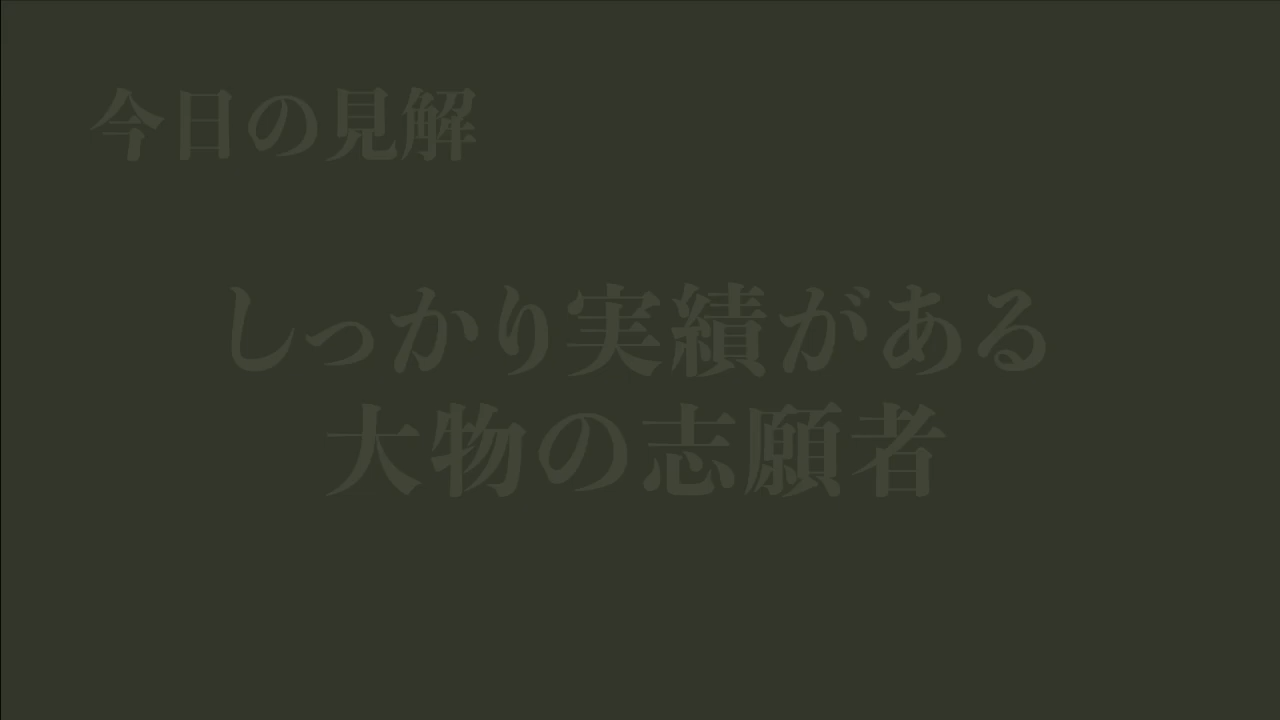 今日の見解
しっかり実績がある
大物の志願者